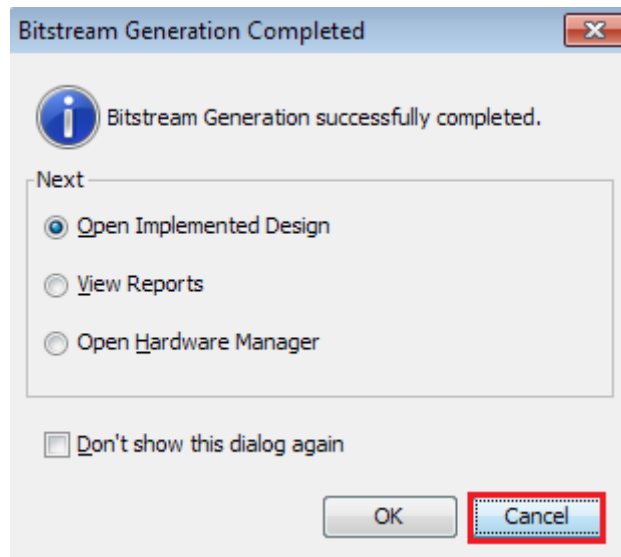 Bitstream Generation Completed
Bitstream Generation successfully completed.
Next
Open Implemented Design
View Reports
Open Hardware Manager
Don't show this dialog again
OK Cancel